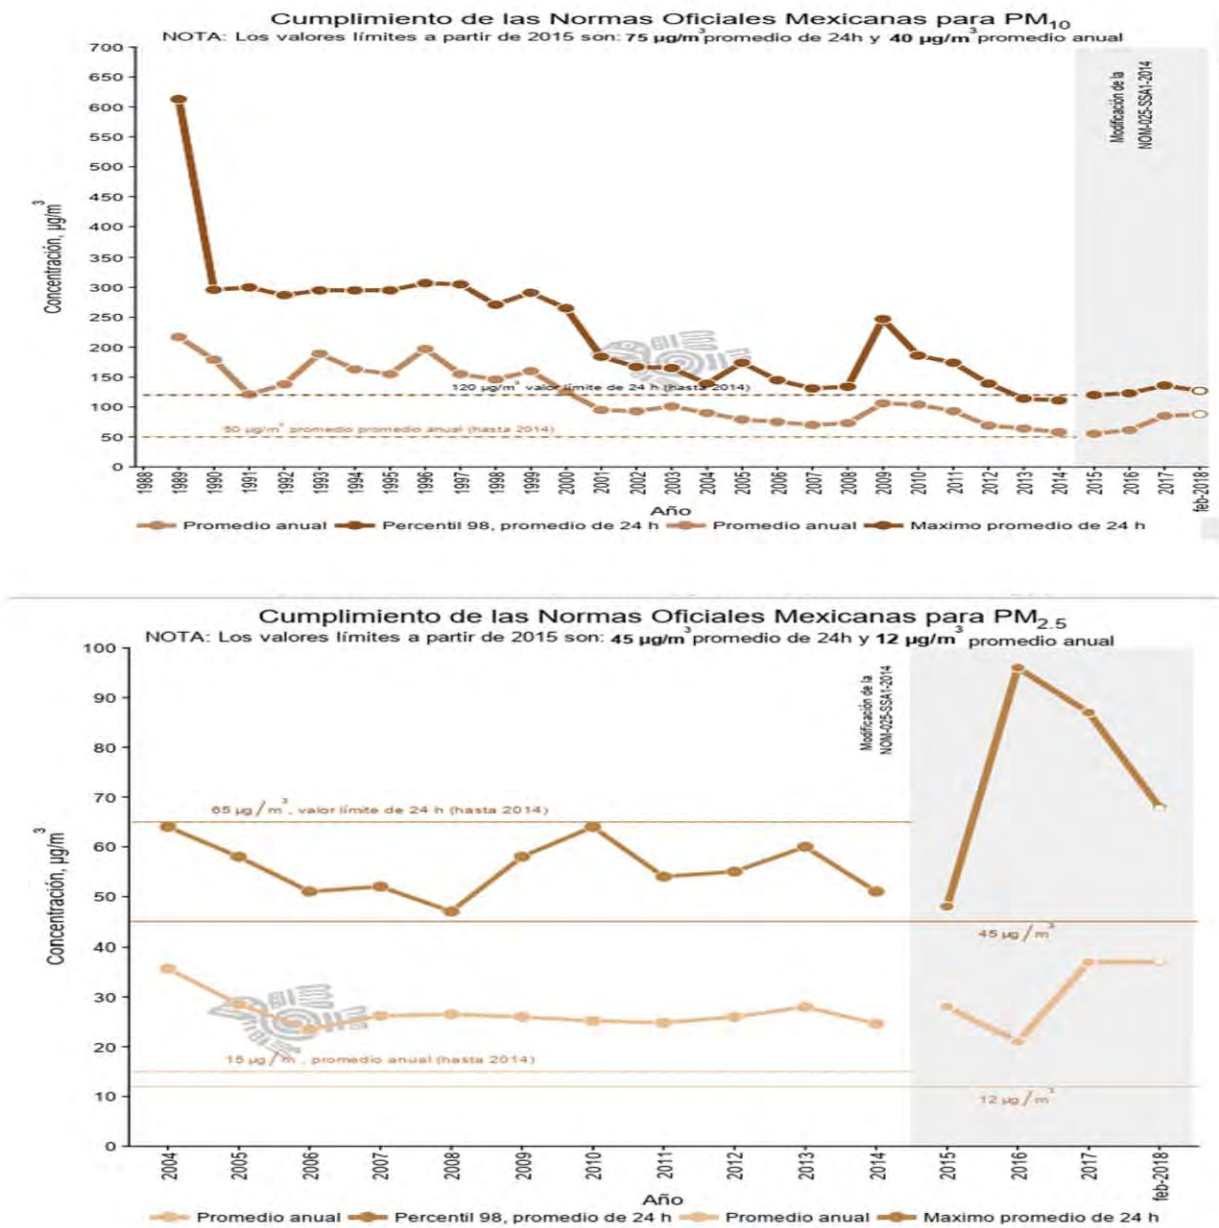 Cumplimiento de las Normas Oficiales Mexicanas para PM10
NOTA: Los valores límites a partir de 2015 son: 75 µg/m3 promedio de 24h y 40 µg/m3 promedio anual
700
650
600
550
500
450
400
350
300
250
200
150
100
50
0
Concentración, µg/m3
Modificación de la
NOM-025-SSA1-2014
120 µg/m3 valor límite de 24 h (hasta 2014)
50 µg/m3 promedio promedio anual (hasta 2014)
1988 1989 1990 1991 1992 1993 1994 1995 1996 1997 1998 1999 2000 2001 2002 2003 2004 2005 2006 2007 2008 2009 2010 2011 2012 2013 2014 2015 2016 2017 feb-2018
Año
Promedio anual Percentil 98, promedio de 24 h Promedio anual Maximo promedio de 24 h
Cumplimiento de las Normas Oficiales Mexicanas para PM2.5
NOTA: Los valores límites a partir de 2015 son: 45 µg/m3 promedio de 24h y 12 µg/m3 promedio anual
100
90
80
70
60
50
40
30
20
10
0
Concentración, µg/m3
Modificación de la
NOM-025-SSA1-2014
65 µg/m3, valor límite de 24 h (hasta 2014)
45 µg/m3
15 µg/m3, promedio anual (hasta 2014)
12 µg/m3
2004 2005 2006 2007 2008 2009 2010 2011 2012 2013 2014 2015 2016 2017 feb-2018
Año
Promedio anual Percentil 98, promedio de 24 h Promedio anual Maximo promedio de 24 h